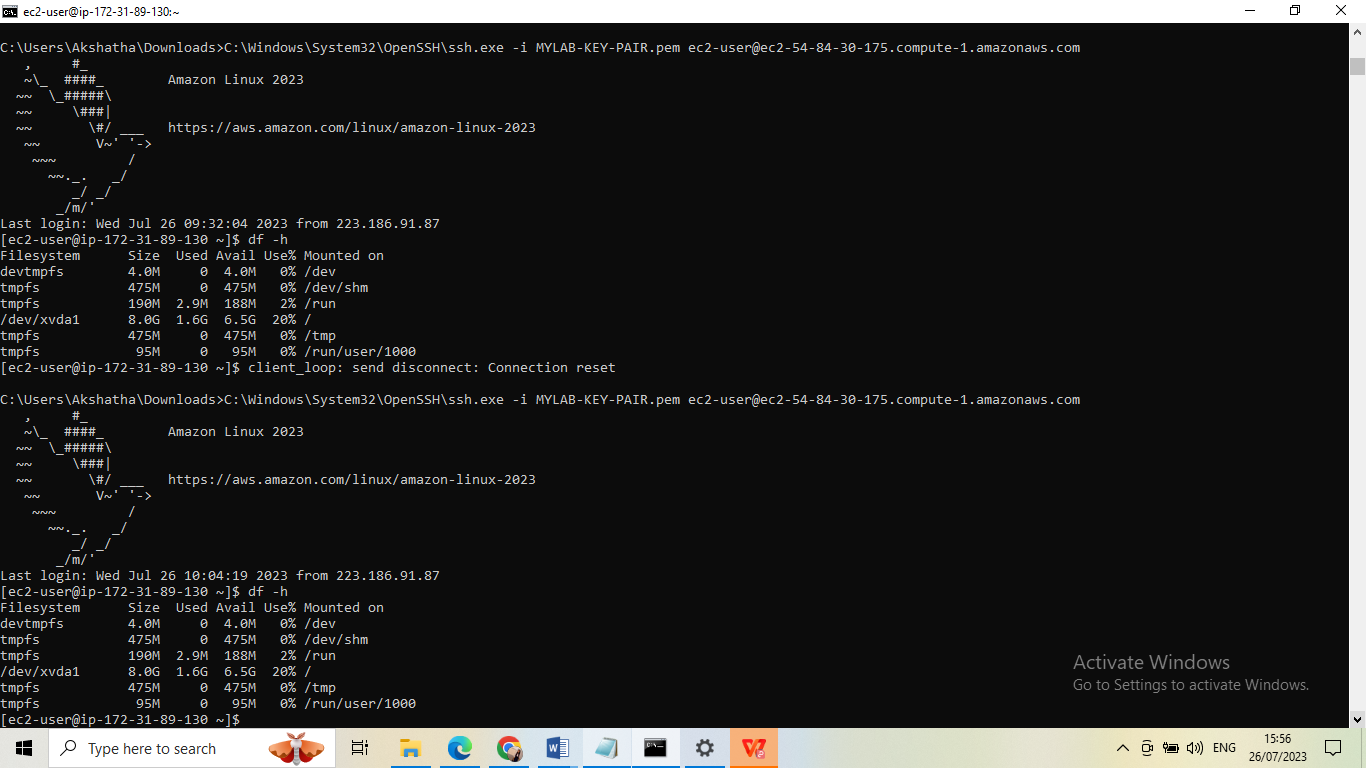 ec2-user@ip-172-31-89-130:~
C:\Users\Akshatha\Downloads>C:\Windows\System32\OpenSSH\ssh.exe -i MYLAB-KEY-PAIR.pem ec2-user@ec2-54-84-30-175.compute-1.amazonaws.com
   ,     #_
   ~\_  ####_        Amazon Linux 2023
  ~~  \_#####\
  ~~     \###|
  ~~       \#/ ___   https://aws.amazon.com/linux/amazon-linux-2023
   ~~       V~' '->
    ~~~         /
      ~~._.   _/
         _/ _/
       _/m/'
Last login: Wed Jul 26 09:32:04 2023 from 223.186.91.87
[ec2-user@ip-172-31-89-130 ~]$ df -h
Filesystem      Size  Used Avail Use% Mounted on
devtmpfs        4.0M     0  4.0M   0% /dev
tmpfs           475M     0  475M   0% /dev/shm
tmpfs           190M  2.9M  188M   2% /run
/dev/xvda1      8.0G  1.6G  6.5G  20% /
tmpfs           475M     0  475M   0% /tmp
tmpfs            95M     0   95M   0% /run/user/1000
[ec2-user@ip-172-31-89-130 ~]$ client_loop: send disconnect: Connection reset
C:\Users\Akshatha\Downloads>C:\Windows\System32\OpenSSH\ssh.exe -i MYLAB-KEY-PAIR.pem ec2-user@ec2-54-84-30-175.compute-1.amazonaws.com
   ,     #_
   ~\_  ####_        Amazon Linux 2023
  ~~  \_#####\
  ~~     \###|
  ~~       \#/ ___   https://aws.amazon.com/linux/amazon-linux-2023
   ~~       V~' '->
    ~~~         /
      ~~._.   _/
         _/ _/
       _/m/'
Last login: Wed Jul 26 10:04:19 2023 from 223.186.91.87
[ec2-user@ip-172-31-89-130 ~]$ df -h
Filesystem      Size  Used Avail Use% Mounted on
devtmpfs        4.0M     0  4.0M   0% /dev
tmpfs           475M     0  475M   0% /dev/shm
tmpfs           190M  2.9M  188M   2% /run
/dev/xvda1      8.0G  1.6G  6.5G  20% /
tmpfs           475M     0  475M   0% /tmp
tmpfs            95M     0   95M   0% /run/user/1000
[ec2-user@ip-172-31-89-130 ~]$
Activate Windows
Go to Settings to activate Windows.
Type here to search
ENG
15:56
26/07/2023